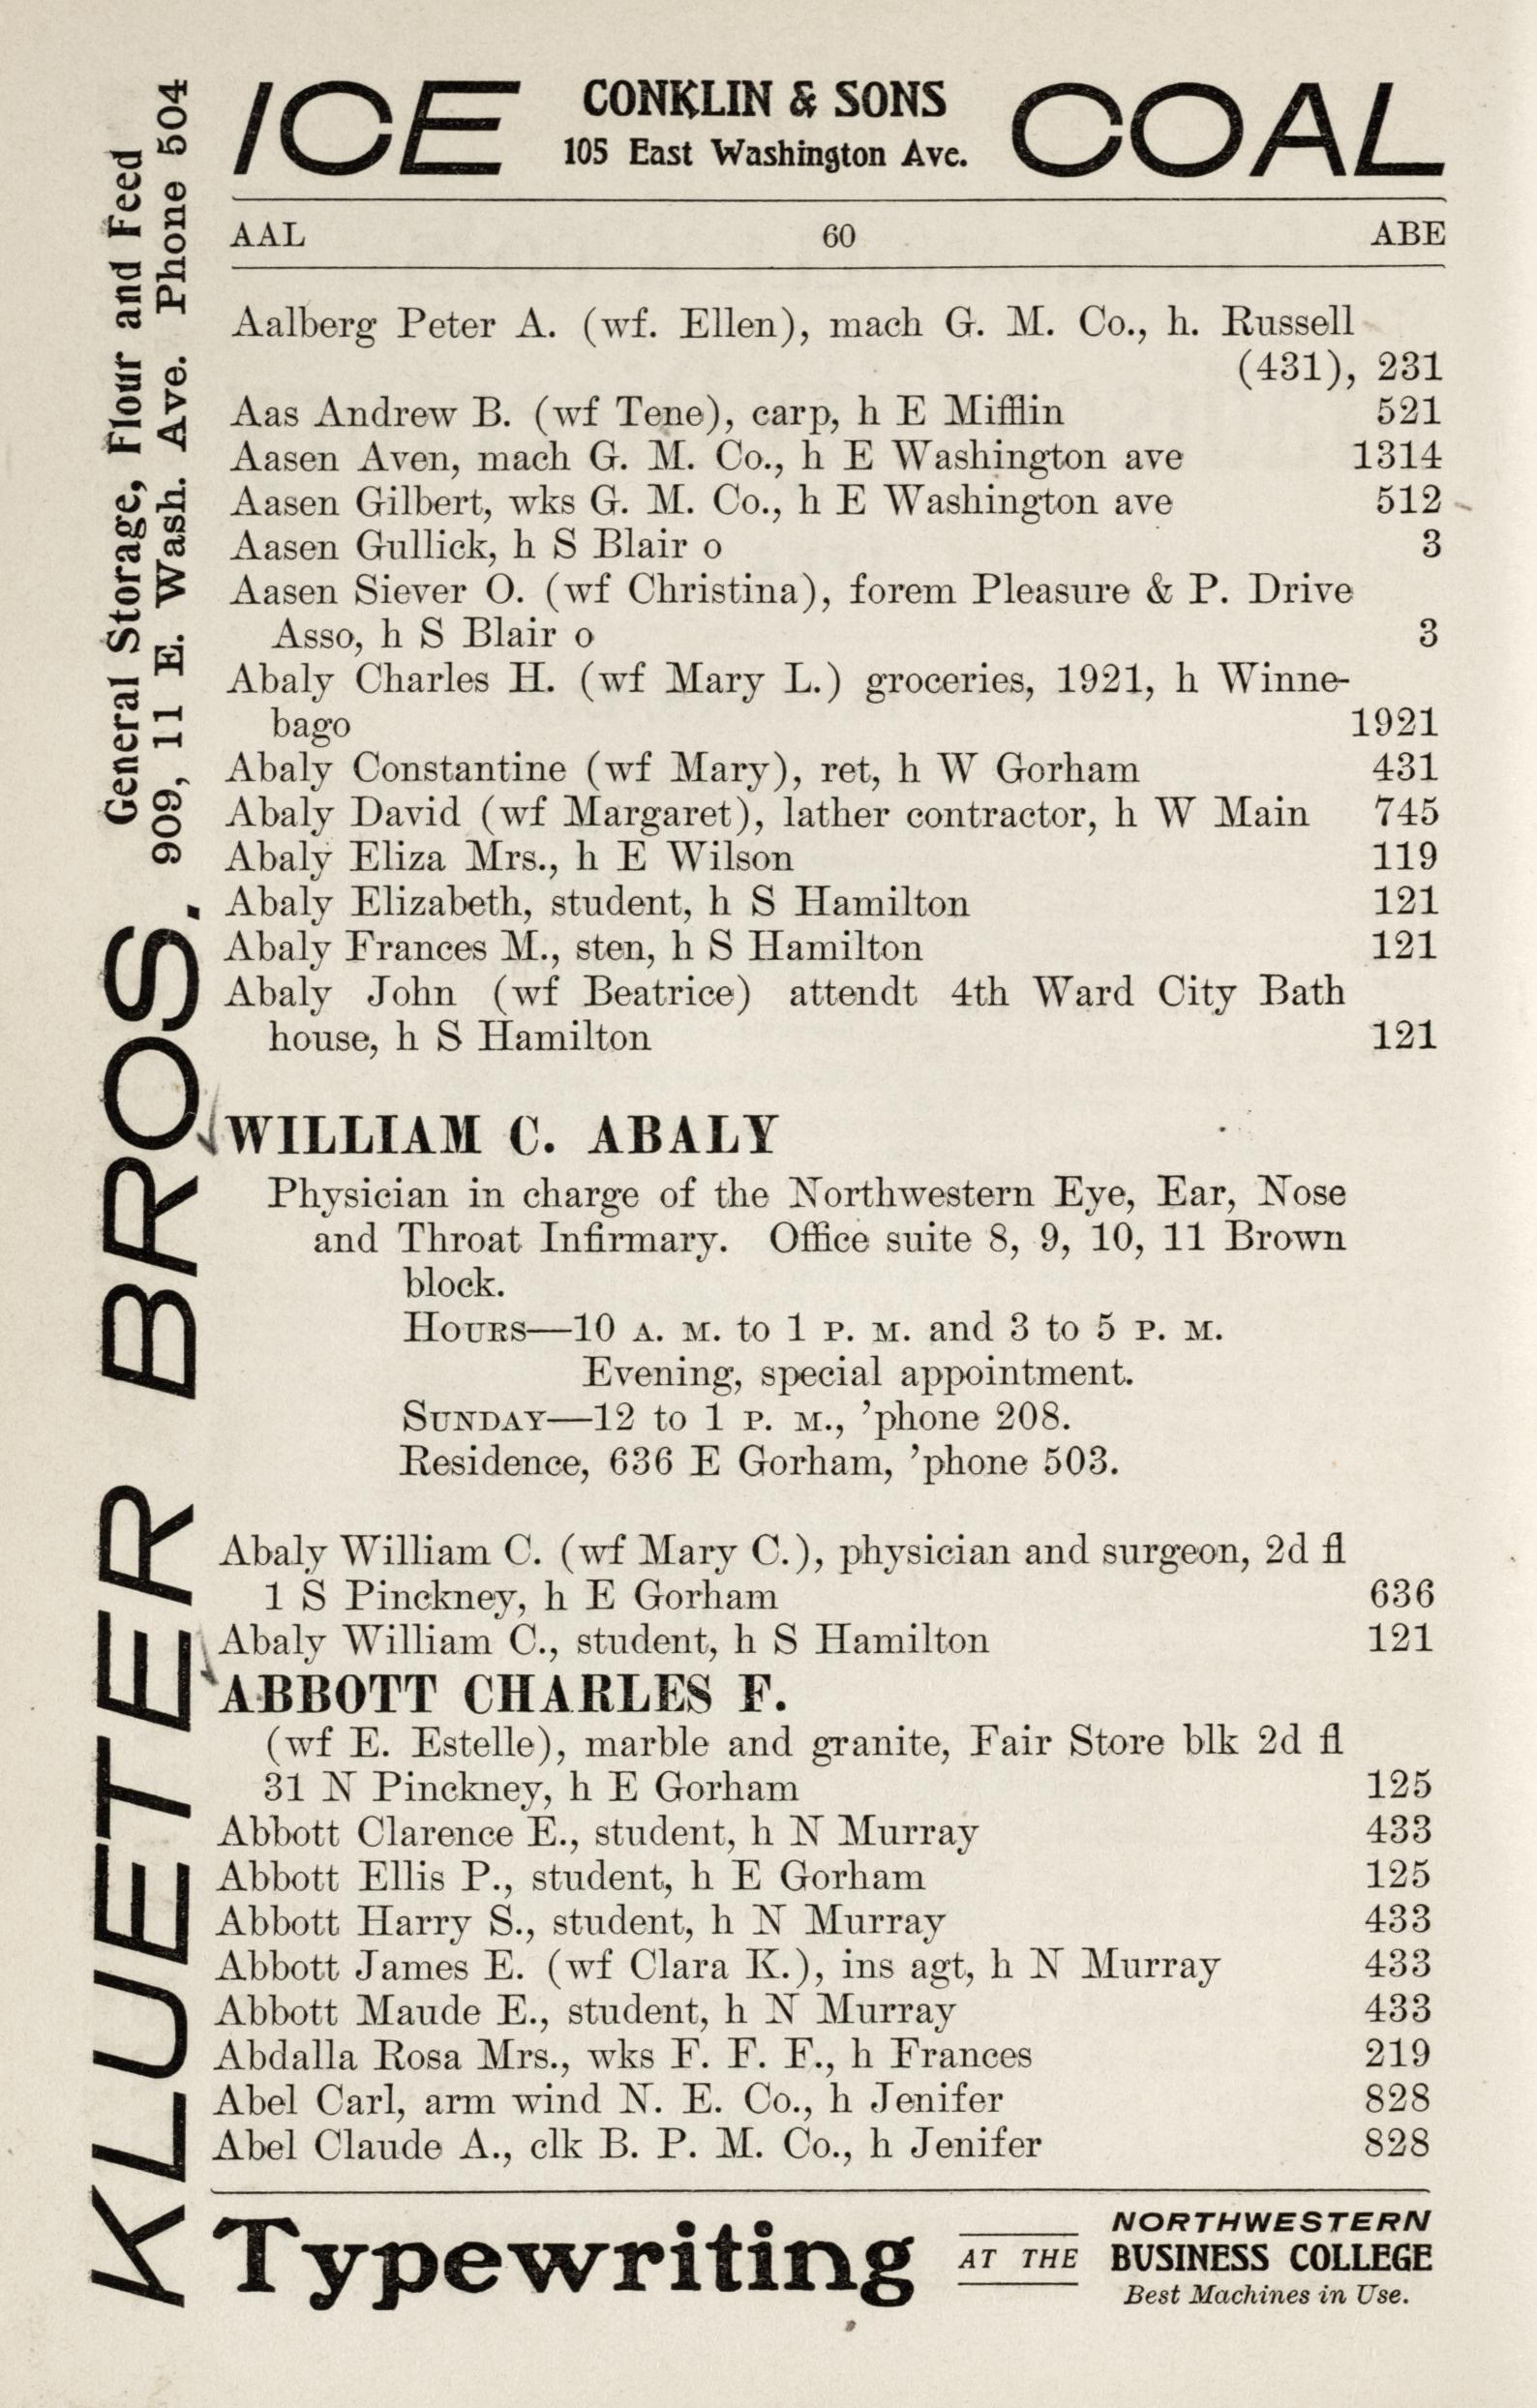 ICE CONKLIN & SONS COAL
105 East Washington Ave.
AAL 60 ABE
Aalberg Peter A. (wf. Ellen), mach G. M. Co., h. Russell
(431), 231
Aas Andrew B. (wf Tene), carp, h E Mifflin 521
Aasen Aven, mach G. M. Co., h E Washington ave 1314
Aasen Gilbert, wks G. M. Co., h E Washington ave 512
Aasen Gullick, h S Blair o 3
Aasen Siever O. (wf Christina), forem Pleasure & P. Drive
Asso, h S Blair o 3
Abaly Charles H. (wf Mary L.) groceries, 1921, h Winne-
bago 1921
Abaly Constantine (wf Mary), ret, h W Gorham 431
Abaly David (wf Margaret), lather contractor, h W Main 745
Abaly Eliza Mrs., h E Wilson 119
Abaly Elizabeth, student, h S Hamilton 121
Abaly Frances M., sten, h S Hamilton 121
Abaly John (wf Beatrice) attendt 4th Ward City Bath
house, h S Hamilton 121
WILLIAM C. ABALY
Physician in charge of the Northwestern Eye, Ear, Nose
and Throat Infirmary. Office suite 8, 9, 10, 11 Brown
block.
HOURS—10 A. M. to 1 P. M. and 3 to 5 P. M.
Evening, special appointment.
SUNDAY—12 to 1 P. M., ’phone 208.
Residence, 636 E Gorham, ’phone 503.
Abaly William C. (wf Mary C.), physician and surgeon, 2d fl
1 S Pinckney, h E Gorham 636
Abaly William C., student, h S Hamilton 121
ABBOTT CHARLES F.
(wf E. Estelle), marble and granite, Fair Store blk 2d fl
31 N Pinckney, h E Gorham 125
Abbott Clarence E., student, h N Murray 433
Abbott Ellis P., student, h E Gorham 125
Abbott Harry S., student, h N Murray 433
Abbott James E. (wf Clara K.), ins agt, h N Murray 433
Abbott Maude E., student, h N Murray 433
Abdalla Rosa Mrs., wks F. F. F., h Frances 219
Abel Carl, arm wind N. E. Co., h Jenifer 828
Abel Claude A., clk B. P. M. Co., h Jenifer 828
Typewriting AT THE NORTHWESTERN
BUSINESS COLLEGE
Best Machines in Use.
KLUETER BROS.
General Storage, Flour and Feed
909, 11 E. Wash. Ave. Phone 504